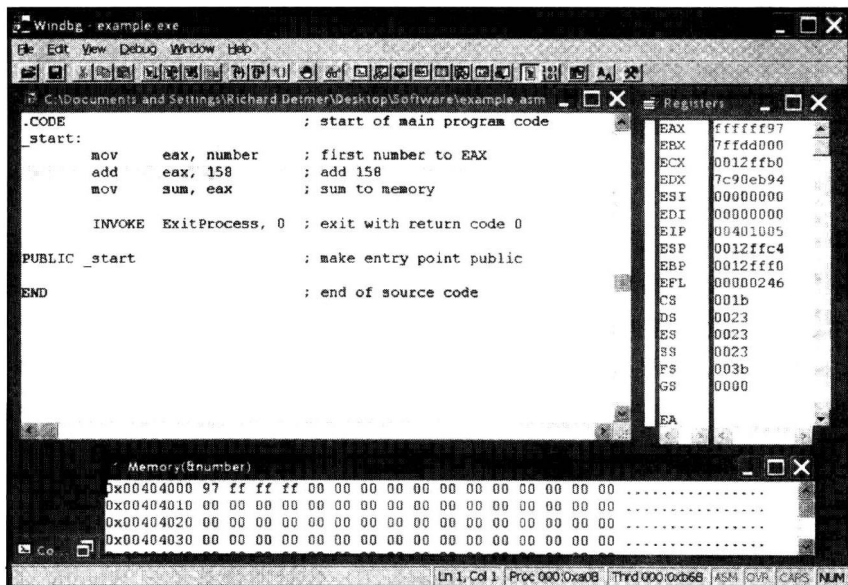 Windbg - example.exe
File Edit View Debug Window Help
C:\Documents and Settings\Richard Detmer\Desktop\Software\example.asm
.CODE ; start of main program code
_start:
mov eax, number ; first number to EAX
add eax, 158 ; add 158
mov sum, eax ; sum to memory
INVOKE ExitProcess, 0 ; exit with return code 0
PUBLIC _start ; make entry point public
END ; end of source code
Registers
EAX ffffff97
EBX 7ffdd000
ECX 0012ffb0
EDX 7c90eb94
ESI 00000000
EDI 00000000
EIP 00401005
ESP 0012ffc4
EBP 0012fff0
EFL 00000246
CS 001b
DS 0023
ES 0023
SS 0023
FS 003b
GS 0000
EA
Memory(&number)
0x00404000 97 ff ff ff 00 00 00 00 00 00 00 00 00 00 00 00 ................
0x00404010 00 00 00 00 00 00 00 00 00 00 00 00 00 00 00 00 ................
0x00404020 00 00 00 00 00 00 00 00 00 00 00 00 00 00 00 00 ................
0x00404030 00 00 00 00 00 00 00 00 00 00 00 00 00 00 00 00 ................
Co
Ln 1, Col 1 Proc 000:0xa08 Thrd 000:0xb68 ASM OVR CAPS NUM